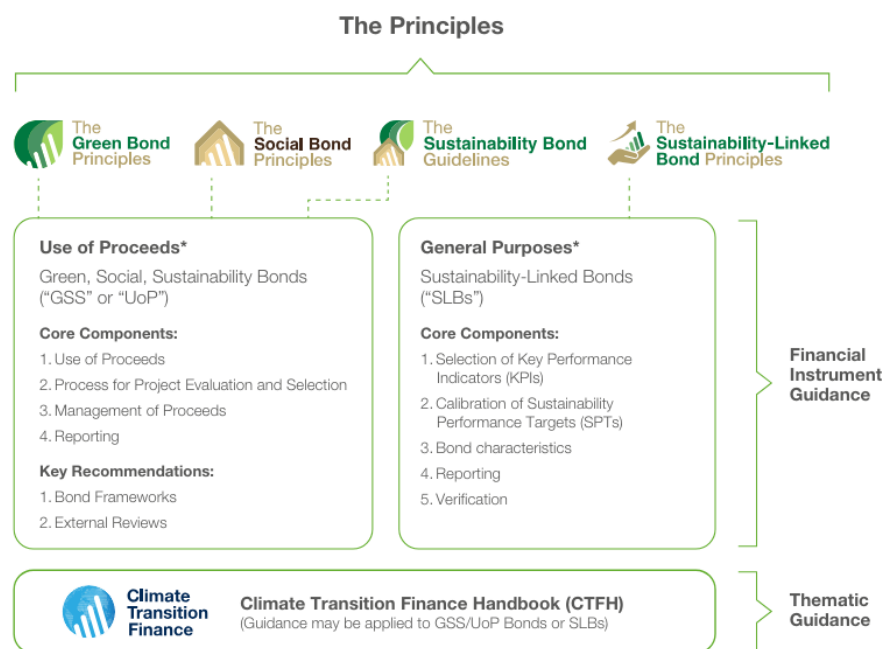 The Principles
The
Green Bond
Principles
The
Social Bond
Principles
The
Sustainability Bond
Guidelines
The
Sustainability-Linked
Bond Principles
Use of Proceeds*
Green, Social, Sustainability Bonds
(“GSS” or “UoP”)
Core Components:
1. Use of Proceeds
2. Process for Project Evaluation and Selection
3. Management of Proceeds
4. Reporting
Key Recommendations:
1. Bond Frameworks
2. External Reviews
General Purposes*
Sustainability-Linked Bonds
(“SLBs”)
Core Components:
1. Selection of Key Performance
Indicators (KPIs)
2. Calibration of Sustainability
Performance Targets (SPTs)
3. Bond characteristics
4. Reporting
5. Verification
Financial
Instrument
Guidance
Climate
Transition
Finance
Climate Transition Finance Handbook (CTFH)
(Guidance may be applied to GSS/UoP Bonds or SLBs)
Thematic
Guidance